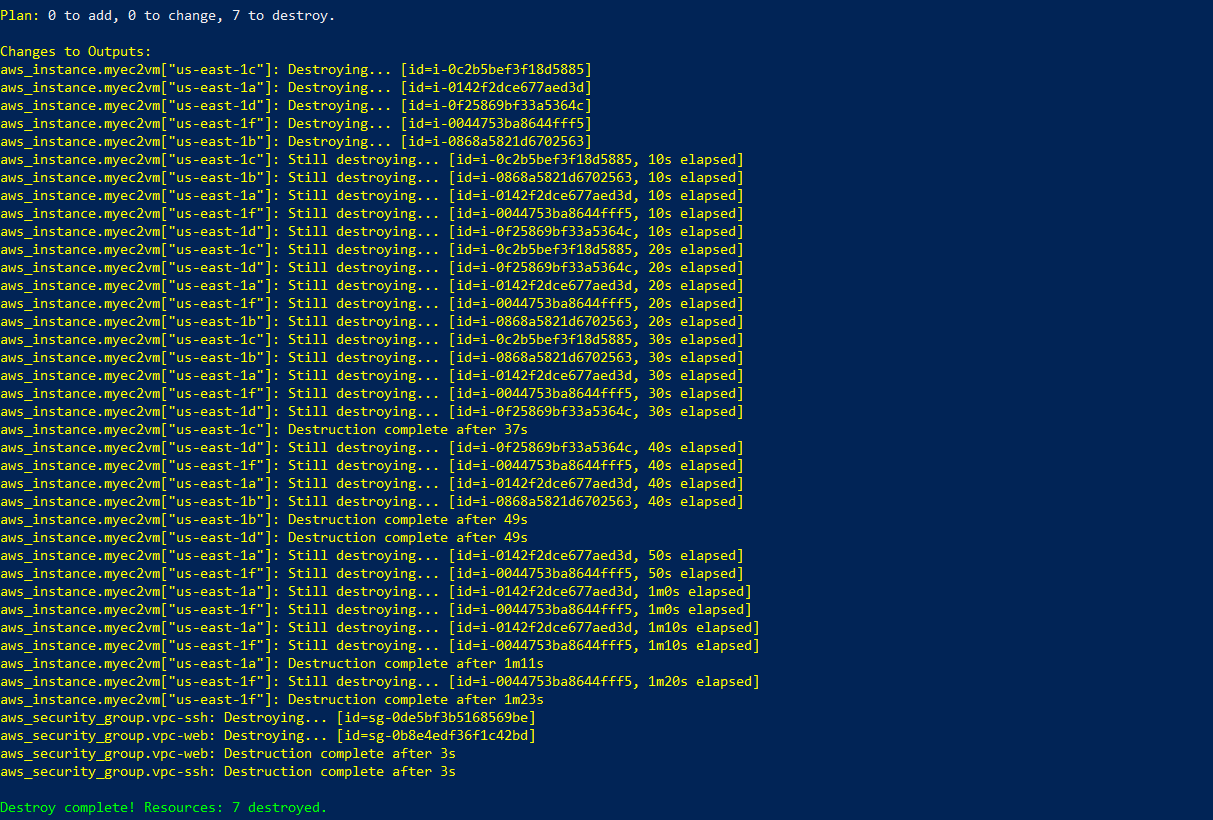 Plan: 0 to add, 0 to change, 7 to destroy.
Changes to Outputs:
aws_instance.myec2vm["us-east-1c"]: Destroying... [id=i-0c2b5bef3f18d5885]
aws_instance.myec2vm["us-east-1a"]: Destroying... [id=i-0142f2dce677aed3d]
aws_instance.myec2vm["us-east-1d"]: Destroying... [id=i-0f25869bf33a5364c]
aws_instance.myec2vm["us-east-1f"]: Destroying... [id=i-0044753ba8644fff5]
aws_instance.myec2vm["us-east-1b"]: Destroying... [id=i-0868a5821d6702563]
aws_instance.myec2vm["us-east-1c"]: Still destroying... [id=i-0c2b5bef3f18d5885, 10s elapsed]
aws_instance.myec2vm["us-east-1b"]: Still destroying... [id=i-0868a5821d6702563, 10s elapsed]
aws_instance.myec2vm["us-east-1a"]: Still destroying... [id=i-0142f2dce677aed3d, 10s elapsed]
aws_instance.myec2vm["us-east-1f"]: Still destroying... [id=i-0044753ba8644fff5, 10s elapsed]
aws_instance.myec2vm["us-east-1d"]: Still destroying... [id=i-0f25869bf33a5364c, 10s elapsed]
aws_instance.myec2vm["us-east-1c"]: Still destroying... [id=i-0c2b5bef3f18d5885, 20s elapsed]
aws_instance.myec2vm["us-east-1d"]: Still destroying... [id=i-0f25869bf33a5364c, 20s elapsed]
aws_instance.myec2vm["us-east-1a"]: Still destroying... [id=i-0142f2dce677aed3d, 20s elapsed]
aws_instance.myec2vm["us-east-1f"]: Still destroying... [id=i-0044753ba8644fff5, 20s elapsed]
aws_instance.myec2vm["us-east-1b"]: Still destroying... [id=i-0868a5821d6702563, 20s elapsed]
aws_instance.myec2vm["us-east-1c"]: Still destroying... [id=i-0c2b5bef3f18d5885, 30s elapsed]
aws_instance.myec2vm["us-east-1b"]: Still destroying... [id=i-0868a5821d6702563, 30s elapsed]
aws_instance.myec2vm["us-east-1a"]: Still destroying... [id=i-0142f2dce677aed3d, 30s elapsed]
aws_instance.myec2vm["us-east-1f"]: Still destroying... [id=i-0044753ba8644fff5, 30s elapsed]
aws_instance.myec2vm["us-east-1d"]: Still destroying... [id=i-0f25869bf33a5364c, 30s elapsed]
aws_instance.myec2vm["us-east-1c"]: Destruction complete after 37s
aws_instance.myec2vm["us-east-1d"]: Still destroying... [id=i-0f25869bf33a5364c, 40s elapsed]
aws_instance.myec2vm["us-east-1f"]: Still destroying... [id=i-0044753ba8644fff5, 40s elapsed]
aws_instance.myec2vm["us-east-1a"]: Still destroying... [id=i-0142f2dce677aed3d, 40s elapsed]
aws_instance.myec2vm["us-east-1b"]: Still destroying... [id=i-0868a5821d6702563, 40s elapsed]
aws_instance.myec2vm["us-east-1b"]: Destruction complete after 49s
aws_instance.myec2vm["us-east-1d"]: Destruction complete after 49s
aws_instance.myec2vm["us-east-1a"]: Still destroying... [id=i-0142f2dce677aed3d, 50s elapsed]
aws_instance.myec2vm["us-east-1f"]: Still destroying... [id=i-0044753ba8644fff5, 50s elapsed]
aws_instance.myec2vm["us-east-1a"]: Still destroying... [id=i-0142f2dce677aed3d, 1m0s elapsed]
aws_instance.myec2vm["us-east-1f"]: Still destroying... [id=i-0044753ba8644fff5, 1m0s elapsed]
aws_instance.myec2vm["us-east-1a"]: Still destroying... [id=i-0142f2dce677aed3d, 1m10s elapsed]
aws_instance.myec2vm["us-east-1f"]: Still destroying... [id=i-0044753ba8644fff5, 1m10s elapsed]
aws_instance.myec2vm["us-east-1a"]: Destruction complete after 1m11s
aws_instance.myec2vm["us-east-1f"]: Still destroying... [id=i-0044753ba8644fff5, 1m20s elapsed]
aws_instance.myec2vm["us-east-1f"]: Destruction complete after 1m23s
aws_security_group.vpc-ssh: Destroying... [id=sg-0de5bf3b5168569be]
aws_security_group.vpc-web: Destroying... [id=sg-0b8e4edf36f1c42bd]
aws_security_group.vpc-web: Destruction complete after 3s
aws_security_group.vpc-ssh: Destruction complete after 3s
Destroy complete! Resources: 7 destroyed.